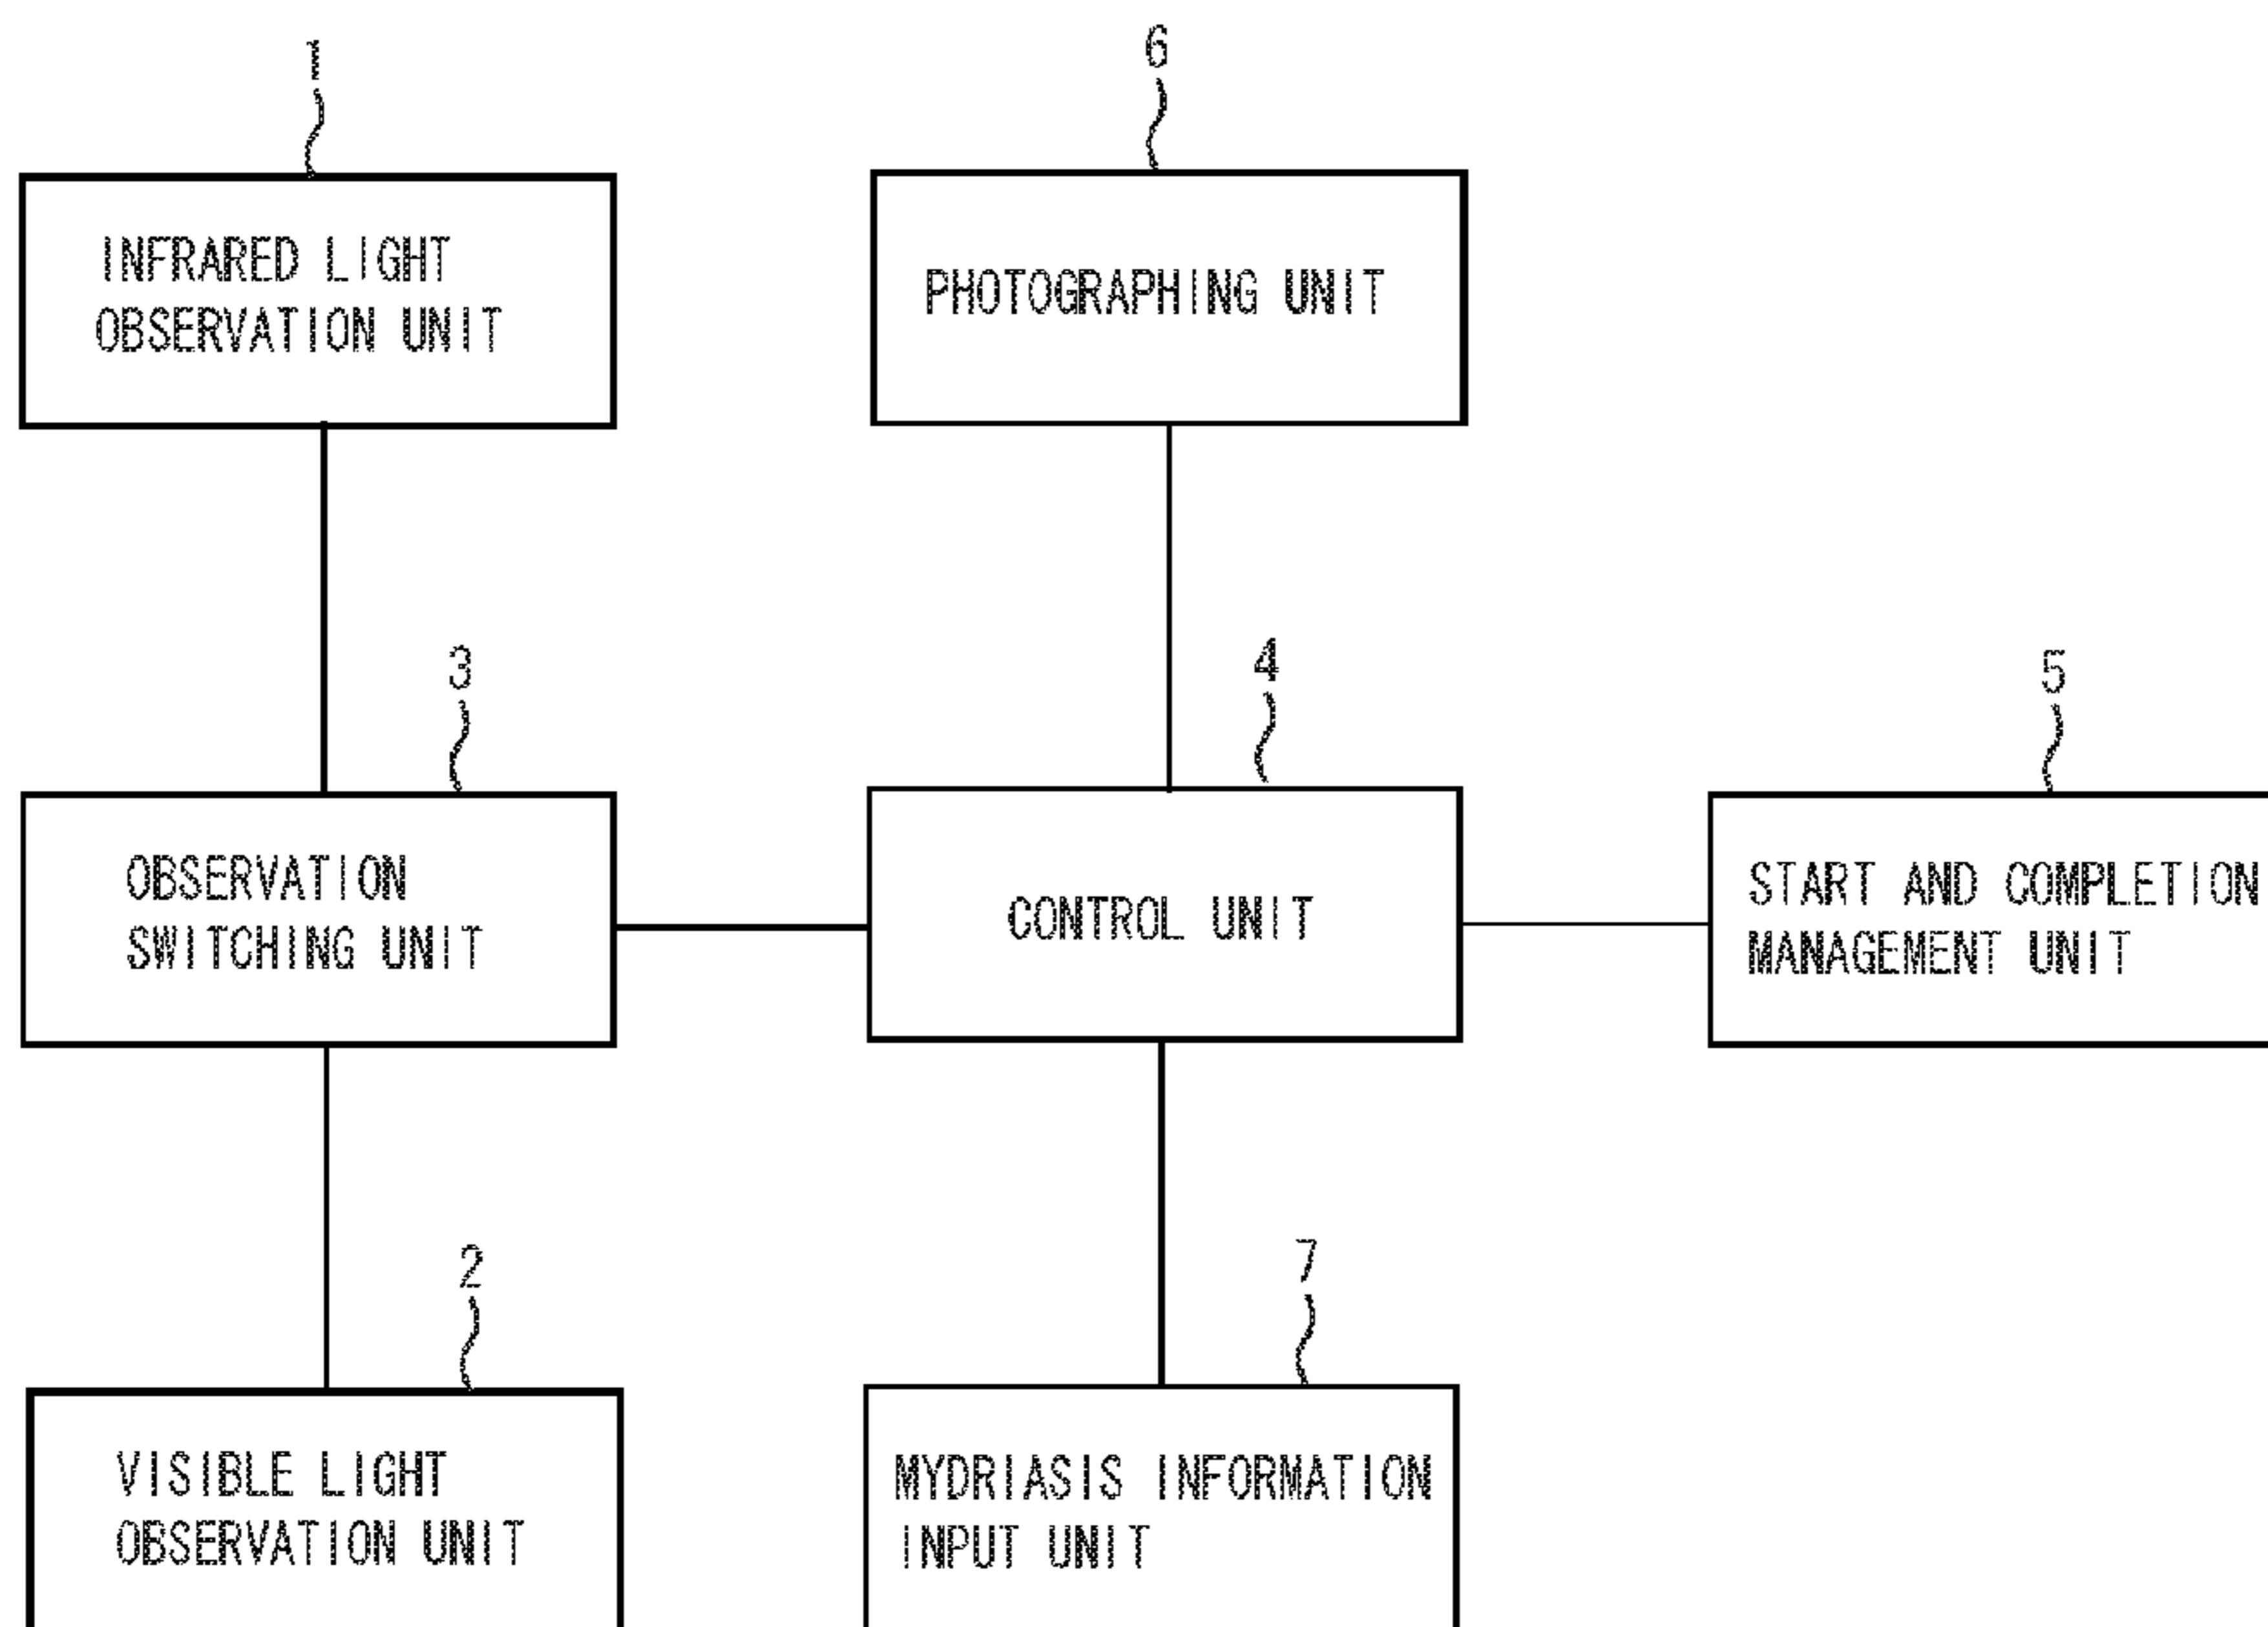 1
6
INFRARED LIGHT
OBSERVATION UNIT
PHOTOGRAPHING UNIT
3
4
5
OBSERVATION
SWITCHING UNIT
CONTROL UNIT
START AND COMPLETION
MANAGEMENT UNIT
2
7
VISIBLE LIGHT
OBSERVATION UNIT
MYDRIASIS INFORMATION
INPUT UNIT